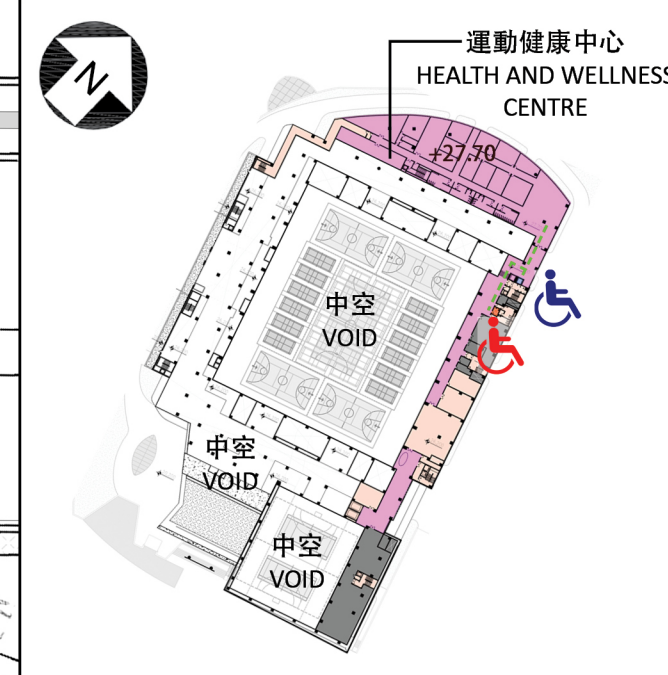 N
運動健康中心
HEALTH AND WELLNESS
CENTRE
+27.70
中空
VOID
中空
VOID
中空
VOID